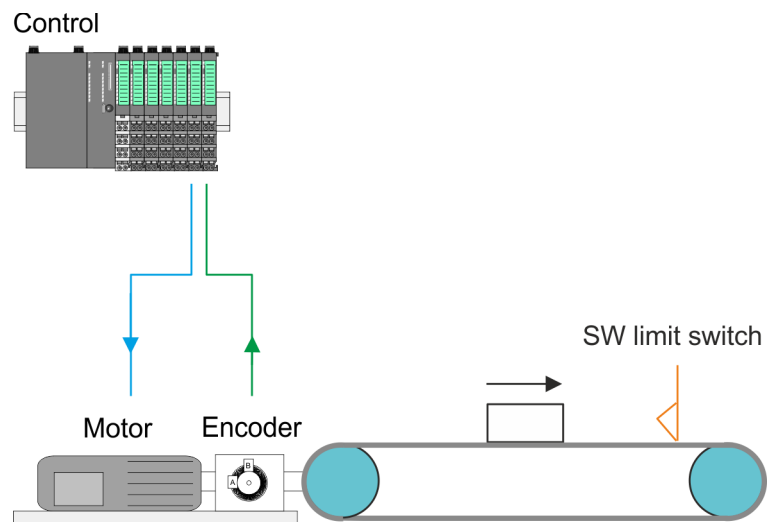 Control
SW limit switch
Motor
Encoder
B
A